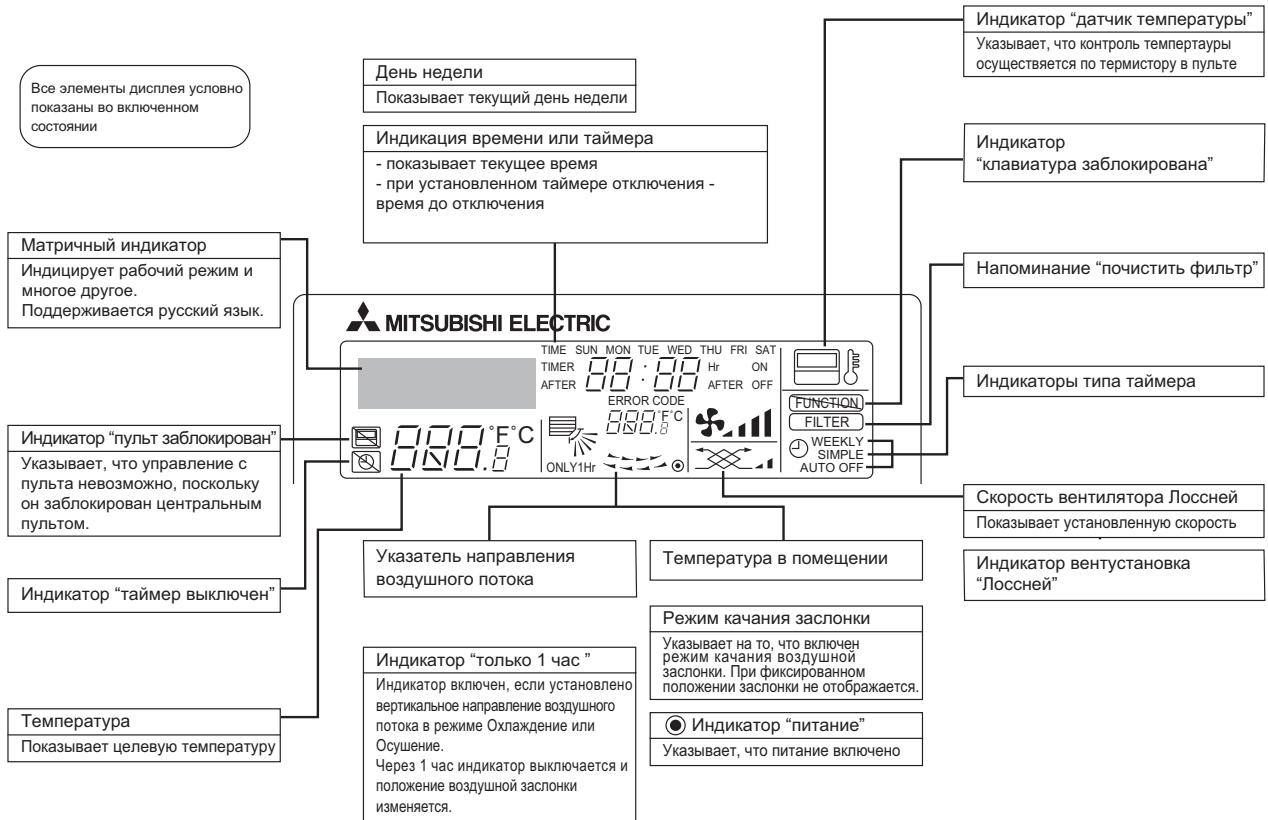 Все элементы дисплея условно
показаны во включенном
состоянии
День недели
Показывает текущий день недели
Индикация времени или таймера
- показывает текущее время
- при установленном таймере отключения -
время до отключения
Индикатор “датчик температуры”
Указывает, что контроль темпертауры
осуществяется по термистору в пульте
Индикатор
“клавиатура заблокирована”
Напоминание “почистить фильтр”
Индикаторы типа таймера
Матричный индикатор
Индицирует рабочий режим и
многое другое.
Поддерживается русский язык.
Индикатор “пульт заблокирован”
Указывает, что управление с
пульта невозможно, поскольку
он заблокирован центральным
пультом.
Индикатор “таймер выключен”
Температура
Показывает целевую температуру
MITSUBISHI ELECTRIC
TIME SUN MON TUE WED THU FRI SAT
TIMER 88:88 Hr ON
AFTER AFTER OFF
ERROR CODE
888.8 °F°C
888.8 °F°C
ONLY1Hr
FUNCTION
FILTER
WEEKLY
SIMPLE
AUTO OFF
Указатель направления
воздушного потока
Температура в помещении
Скорость вентилятора Лоссней
Показывает установленную скорость
Индикатор вентустановка
“Лоссней”
Индикатор “только 1 час ”
Индикатор включен, если установлено
вертикальное направление воздушного
потока в режиме Охлаждение или
Осушение.
Через 1 час индикатор выключается и
положение воздушной заслонки
изменяется.
Режим качания заслонки
Указывает на то, что включен
режим качания воздушной
заслонки. При фиксированном
положении заслонки не отображается.
Индикатор “питание”
Указывает, что питание включено